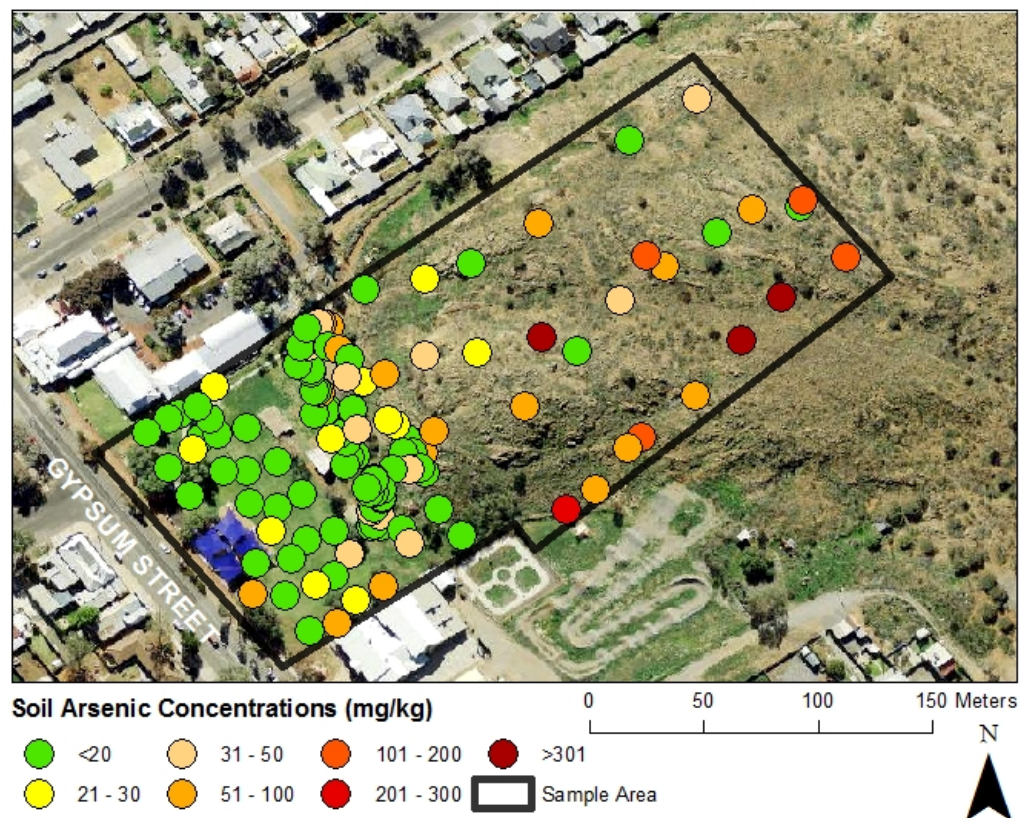 GYPSUM STREET
Soil Arsenic Concentrations (mg/kg)
0 50 100 150 Meters
<20 31 - 50 101 - 200 >301
21 - 30 51 - 100 201 - 300 Sample Area
N